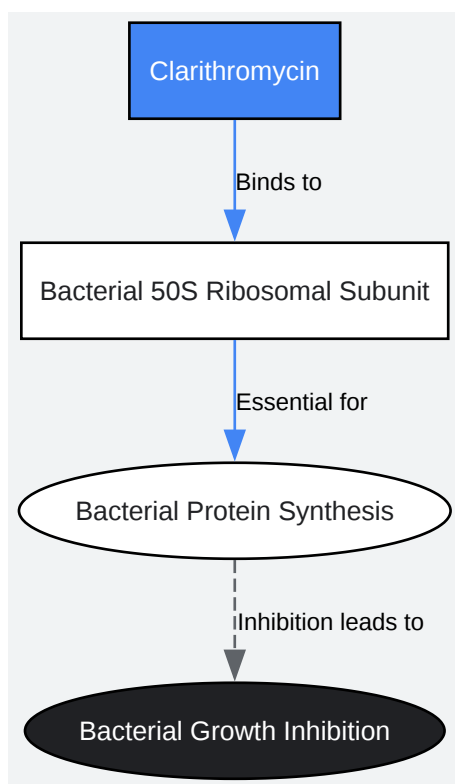 Clarithromycin
Binds to
Bacterial 50S Ribosomal Subunit
Essential for
Bacterial Protein Synthesis
Inhibition leads to
Bacterial Growth Inhibition